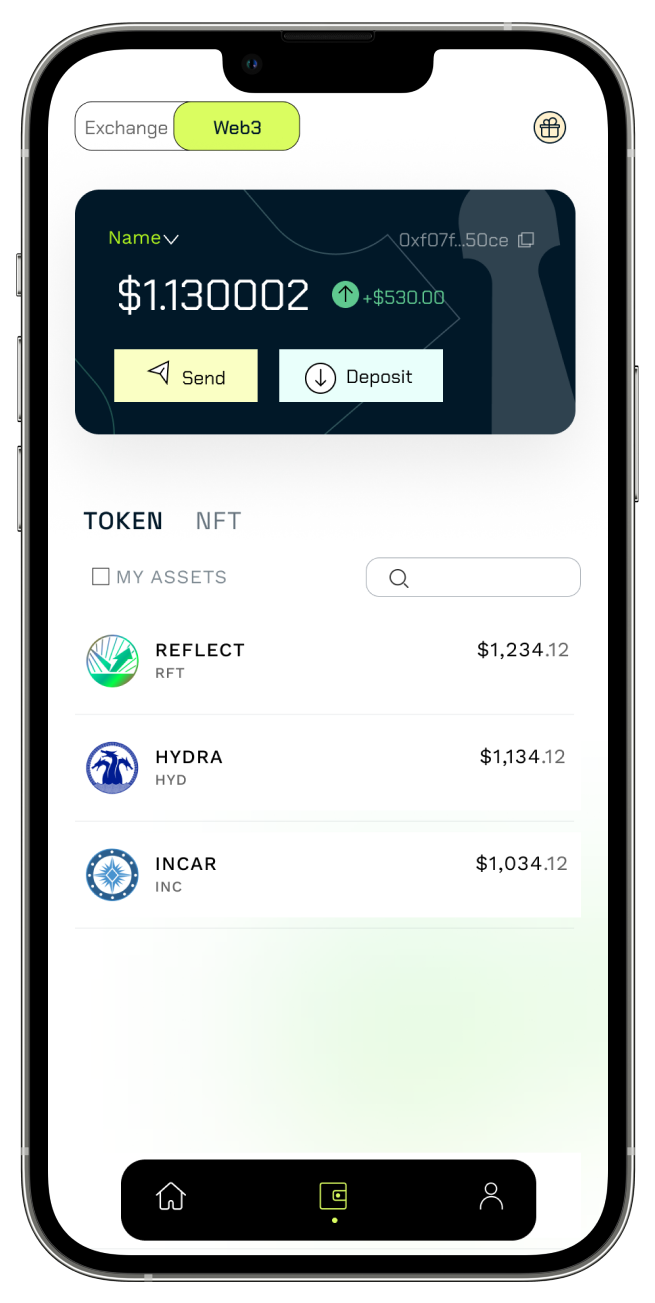 Exchange Web3
Name 0xf07f...50ce
$1.130002 +$530.00
Send Deposit
TOKEN NFT
MY ASSETS
REFLECT $1,234.12
RFT
HYDRA $1,134.12
HYD
INCAR $1,034.12
INC